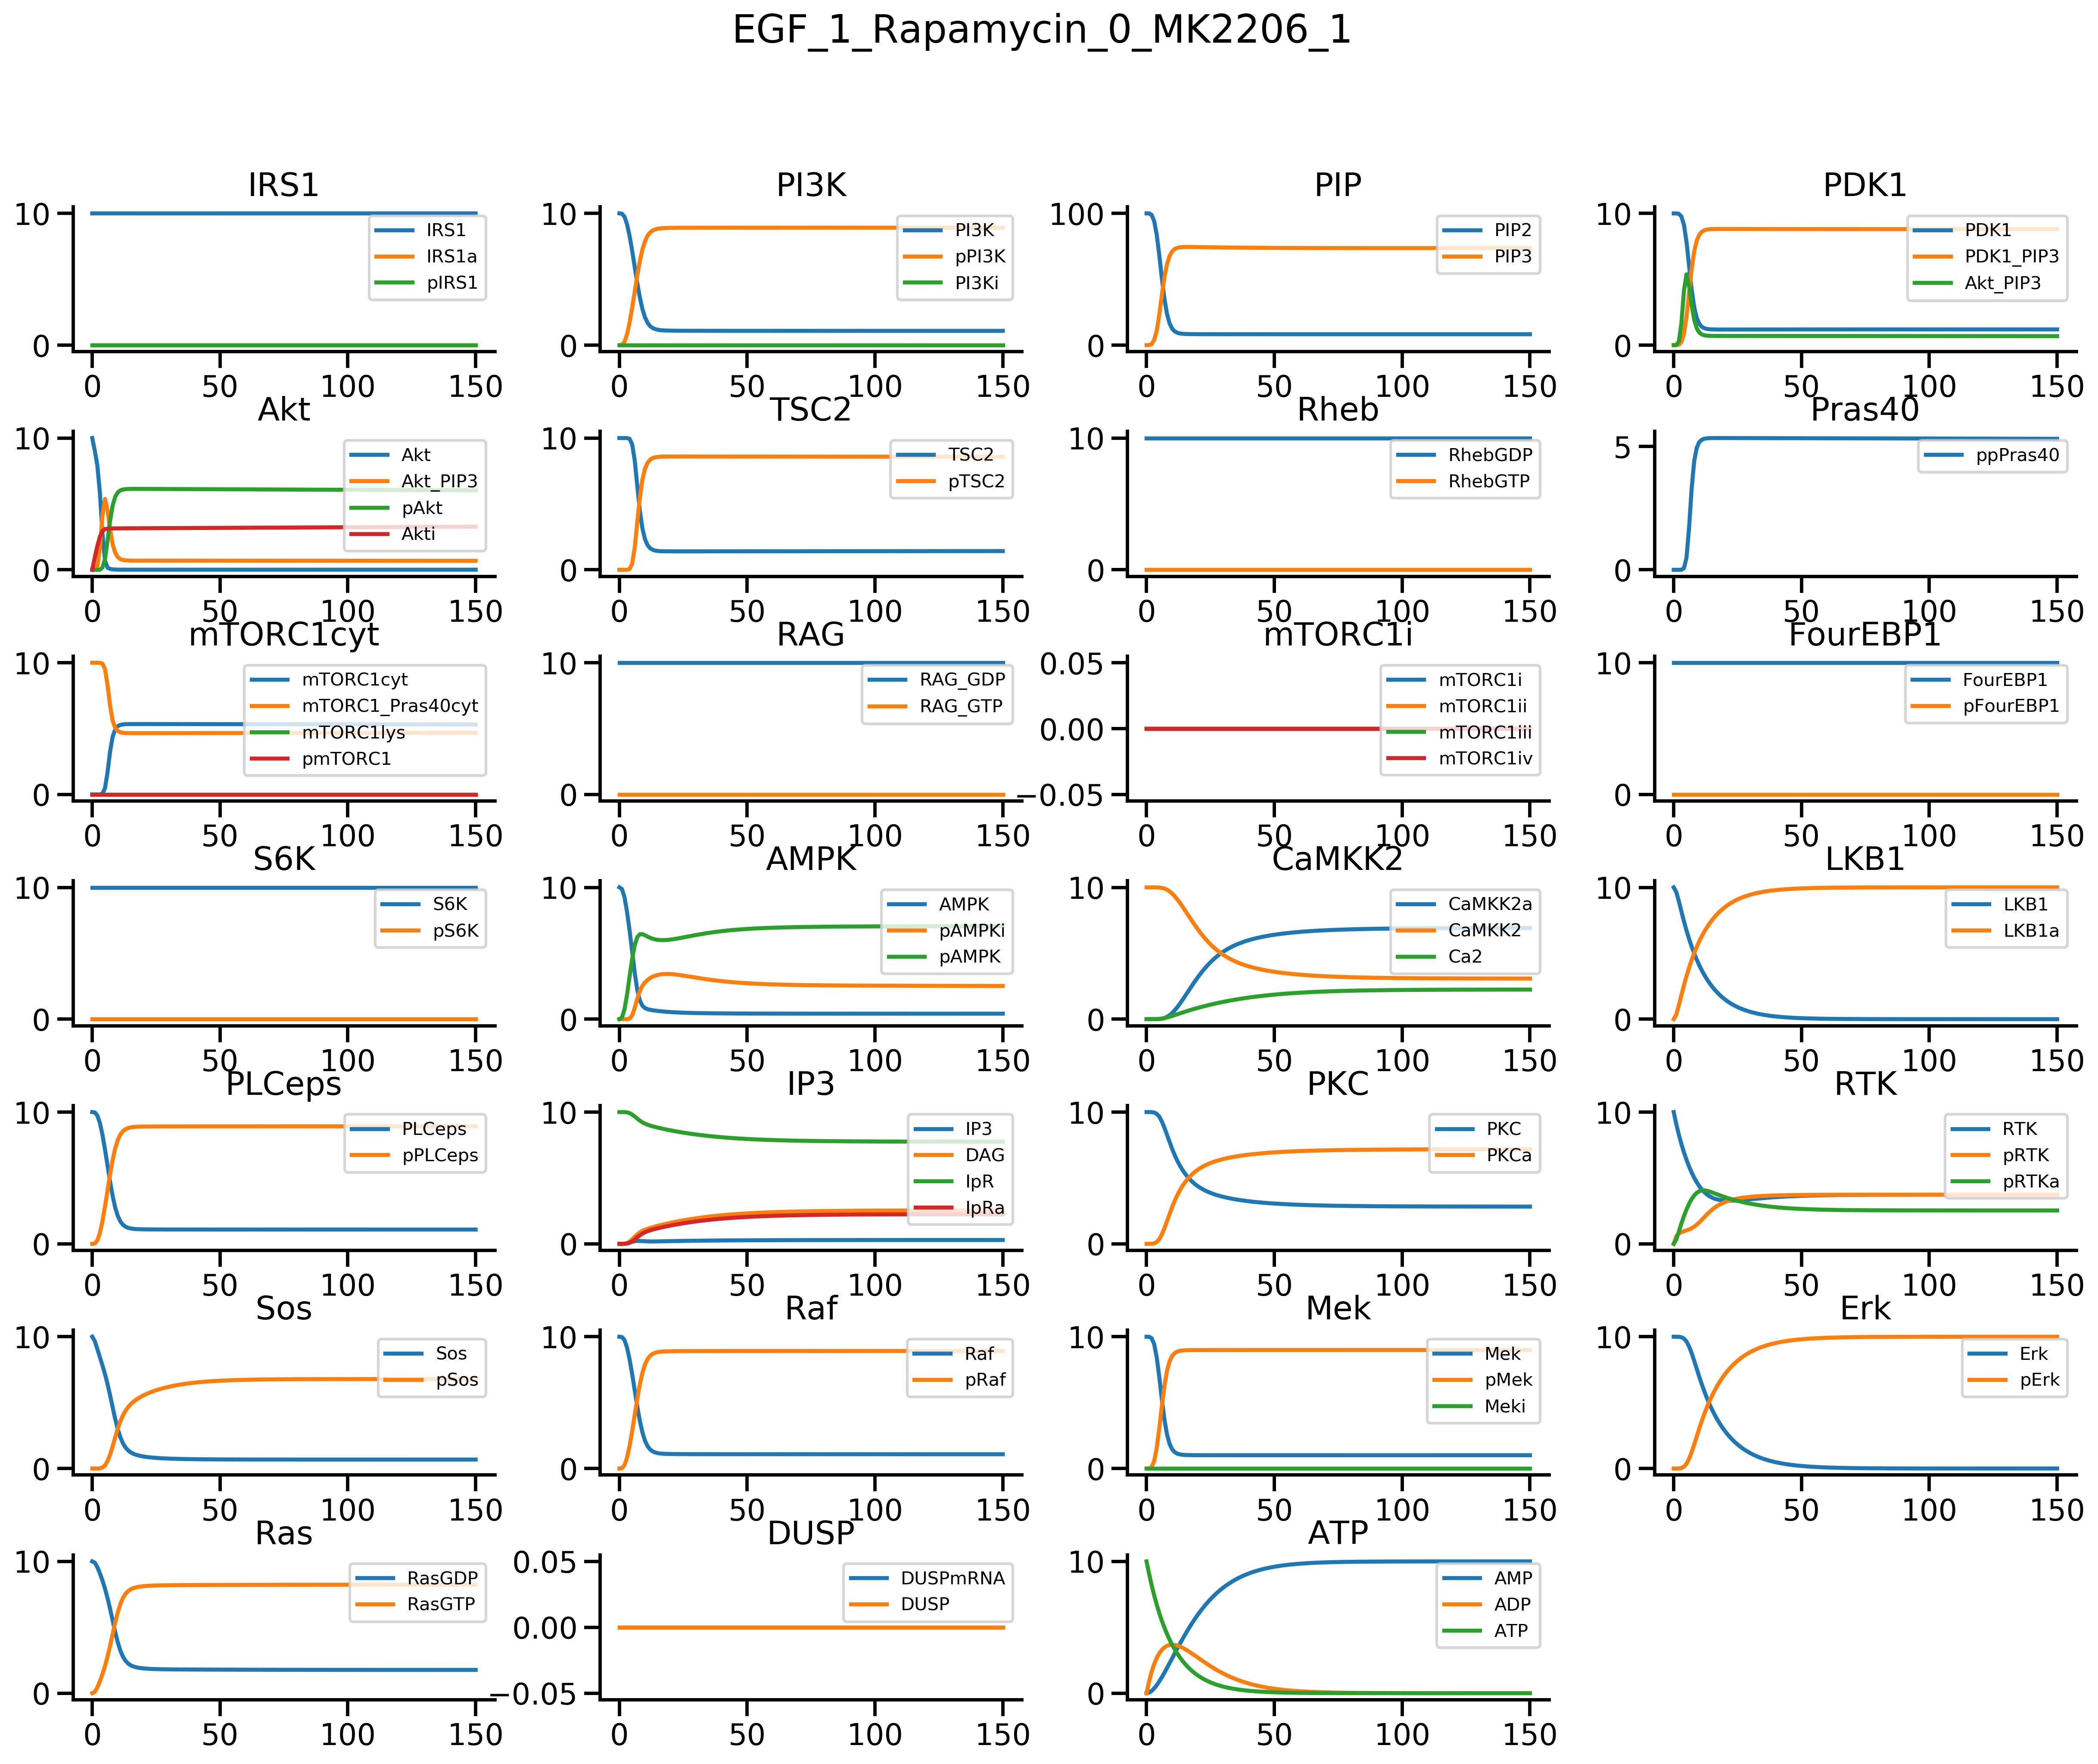 EGF_1_Rapamycin_0_MK2206_1
IRS1
10
0
0
50
100
150
IRS1
IRS1a
pIRS1
PI3K
10
0
0
50
100
150
PI3K
pPI3K
PI3Ki
PIP
100
0
0
50
100
150
PIP2
PIP3
PDK1
10
0
0
50
100
150
PDK1
PDK1_PIP3
Akt_PIP3
Akt
10
0
0
50
100
150
Akt
Akt_PIP3
pAkt
Akti
TSC2
10
0
0
50
100
150
TSC2
pTSC2
Rheb
10
0
0
50
100
150
RhebGDP
RhebGTP
Pras40
5
0
0
50
100
150
ppPras40
mTORC1cyt
10
0
0
50
100
150
mTORC1cyt
mTORC1_Pras40cyt
mTORC1lys
pmTORC1
RAG
10
0
0
50
100
150
RAG_GDP
RAG_GTP
mTORC1i
0.05
0.00
−0.05
0
50
100
150
mTORC1i
mTORC1ii
mTORC1iii
mTORC1iv
FourEBP1
10
0
0
50
100
150
FourEBP1
pFourEBP1
S6K
10
0
0
50
100
150
S6K
pS6K
AMPK
10
0
0
50
100
150
AMPK
pAMPKi
pAMPK
CaMKK2
10
0
0
50
100
150
CaMKK2a
CaMKK2
Ca2
LKB1
10
0
0
50
100
150
LKB1
LKB1a
PLCeps
10
0
0
50
100
150
PLCeps
pPLCeps
IP3
10
0
0
50
100
150
IP3
DAG
IpR
IpRa
PKC
10
0
0
50
100
150
PKC
PKCa
RTK
10
0
0
50
100
150
RTK
pRTK
pRTKa
Sos
10
0
0
50
100
150
Sos
pSos
Raf
10
0
0
50
100
150
Raf
pRaf
Mek
10
0
0
50
100
150
Mek
pMek
Meki
Erk
10
0
0
50
100
150
Erk
pErk
Ras
10
0
0
50
100
150
RasGDP
RasGTP
DUSP
0.05
0.00
−0.05
0
50
100
150
DUSPmRNA
DUSP
ATP
10
0
0
50
100
150
AMP
ADP
ATP